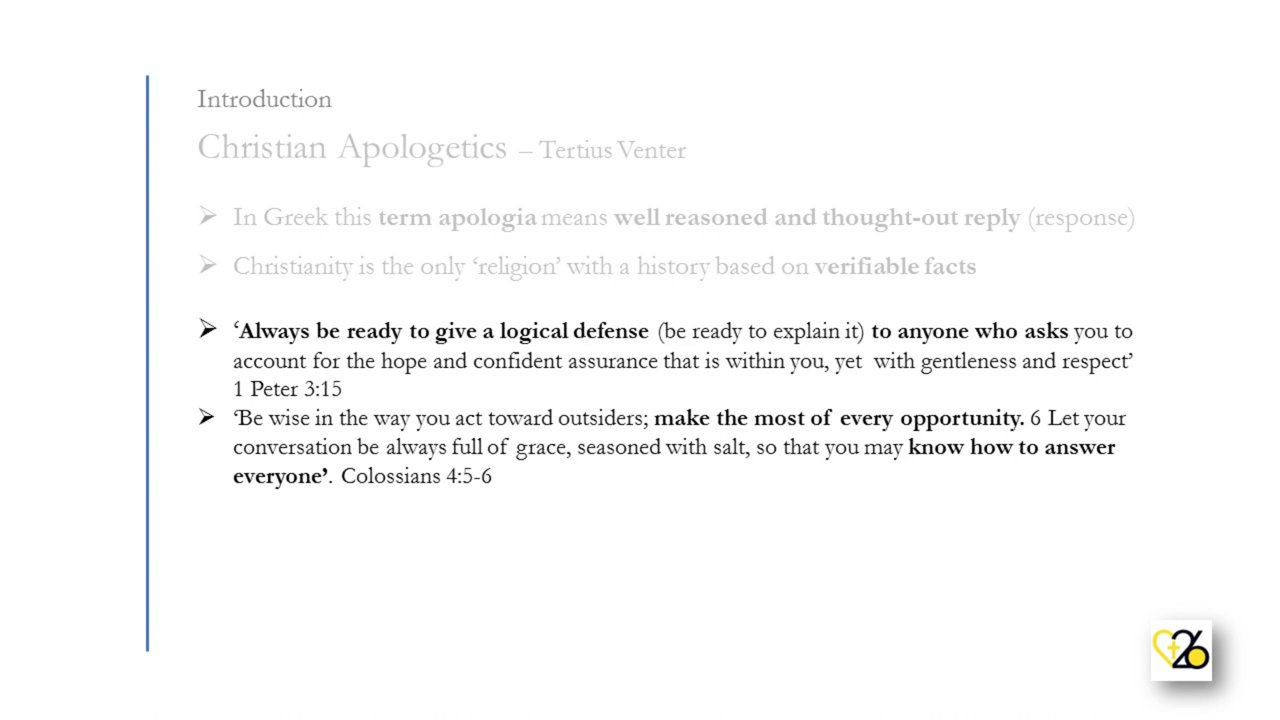 Introduction
Christian Apologetics – Tertius Venter
➢ In Greek this term apologia means well reasoned and thought-out reply (response)
➢ Christianity is the only ‘religion’ with a history based on verifiable facts
➢ ‘Always be ready to give a logical defense (be ready to explain it) to anyone who asks you to
account for the hope and confident assurance that is within you, yet with gentleness and respect’
1 Peter 3:15
➢ ‘Be wise in the way you act toward outsiders; make the most of every opportunity. 6 Let your
conversation be always full of grace, seasoned with salt, so that you may know how to answer
everyone’. Colossians 4:5-6
26